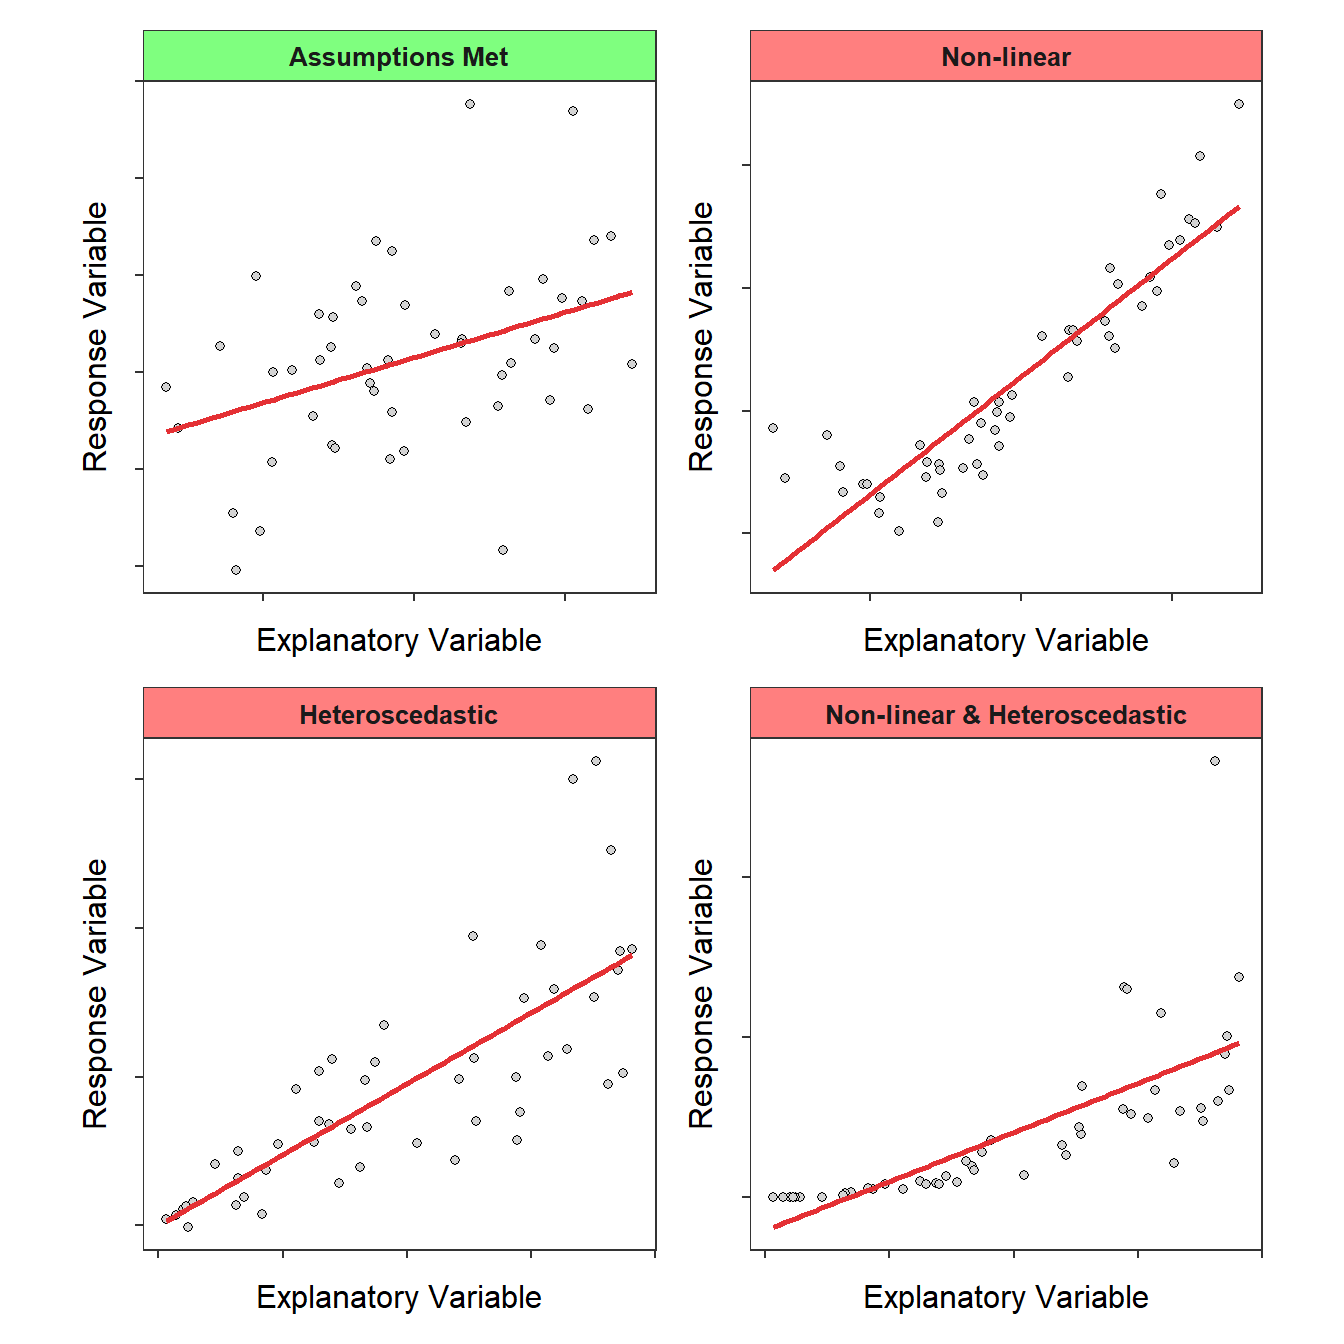 Assumptions Met
Non-linear
Response Variable
Response Variable
Explanatory Variable
Explanatory Variable
Heteroscedastic
Non-linear & Heteroscedastic
Response Variable
Response Variable
Explanatory Variable
Explanatory Variable